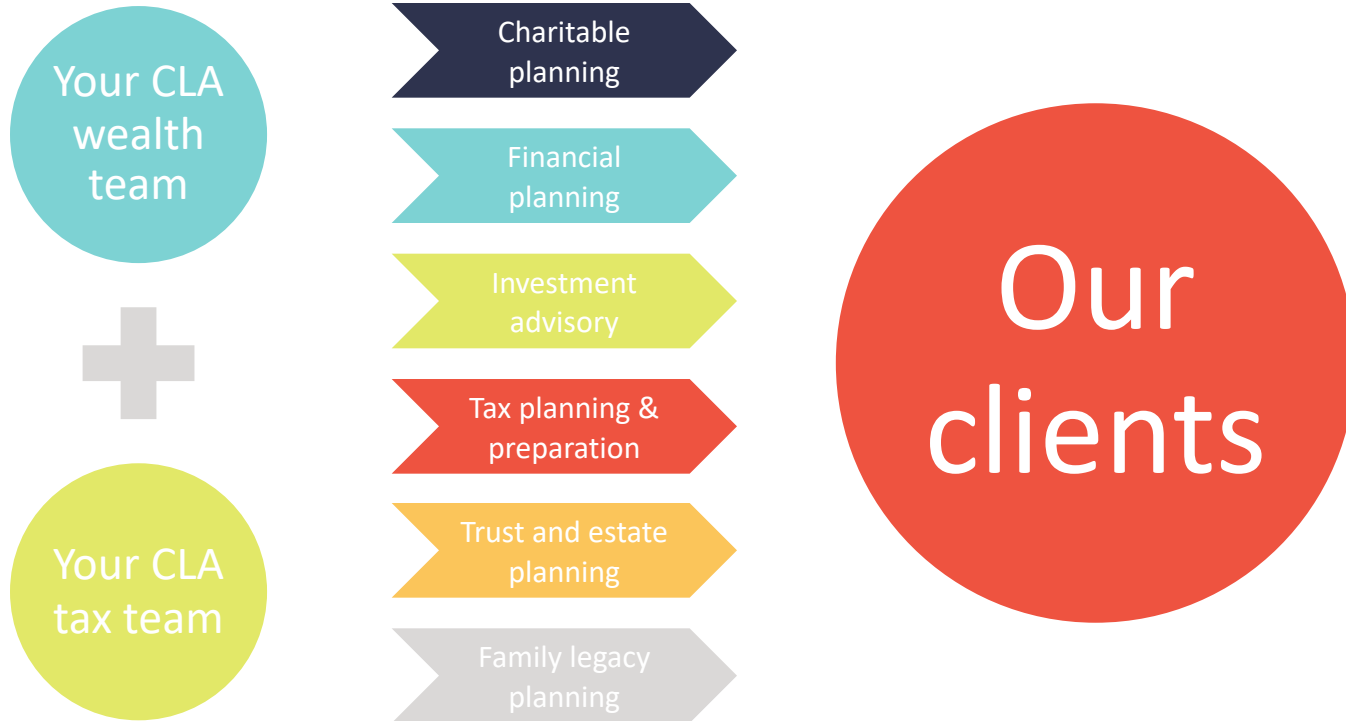 Your CLA
wealth
team
Your CLA
tax team
Charitable
planning
Financial
planning
Investment
advisory
Tax planning &
preparation
Trust and estate
planning
Family legacy
planning
Our
clients